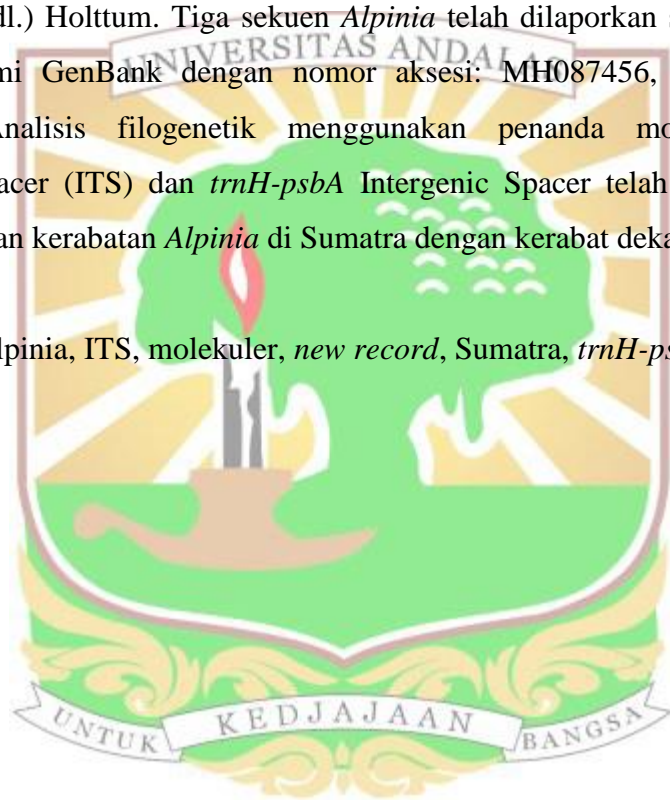 dl.) Holttum. Tiga sekuen Alpinia telah dilaporkan s
UNIVERSITAS ANDALAS
mi GenBank dengan nomor aksesi: MH087456,
Analisis filogenetik menggunakan penanda mo
acer (ITS) dan trnH-psbA Intergenic Spacer telah
an kerabatan Alpinia di Sumatra dengan kerabat deka
lpinia, ITS, molekuler, new record, Sumatra, trnH-ps
UNTUK KEDJAJAAN BANGSA